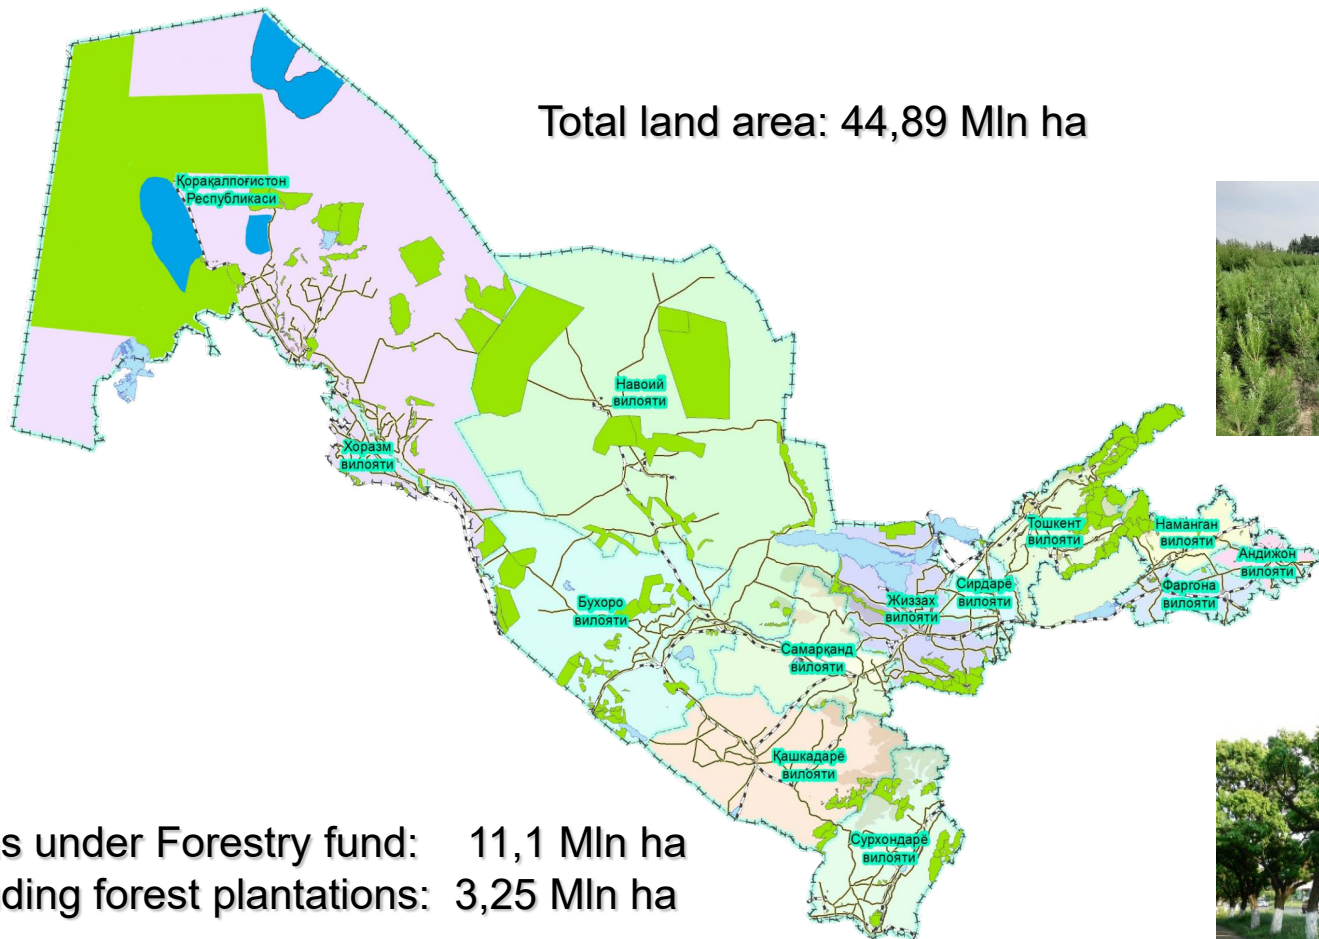 Total land area: 44,89 Mln ha
Қорақалпоғистон
Республикаси
Навоий
вилояти
Хоразм
вилояти
Тошкент
вилояти
Наманган
вилояти
Андижон
вилояти
Фаргона
вилояти
Сирдарё
вилояти
Жиззах
вилояти
Бухоро
вилояти
Самарқанд
вилояти
Қашкадарё
вилояти
Сурхондарё
вилояти
s under Forestry fund: 11,1 Mln ha
ding forest plantations: 3,25 Mln ha